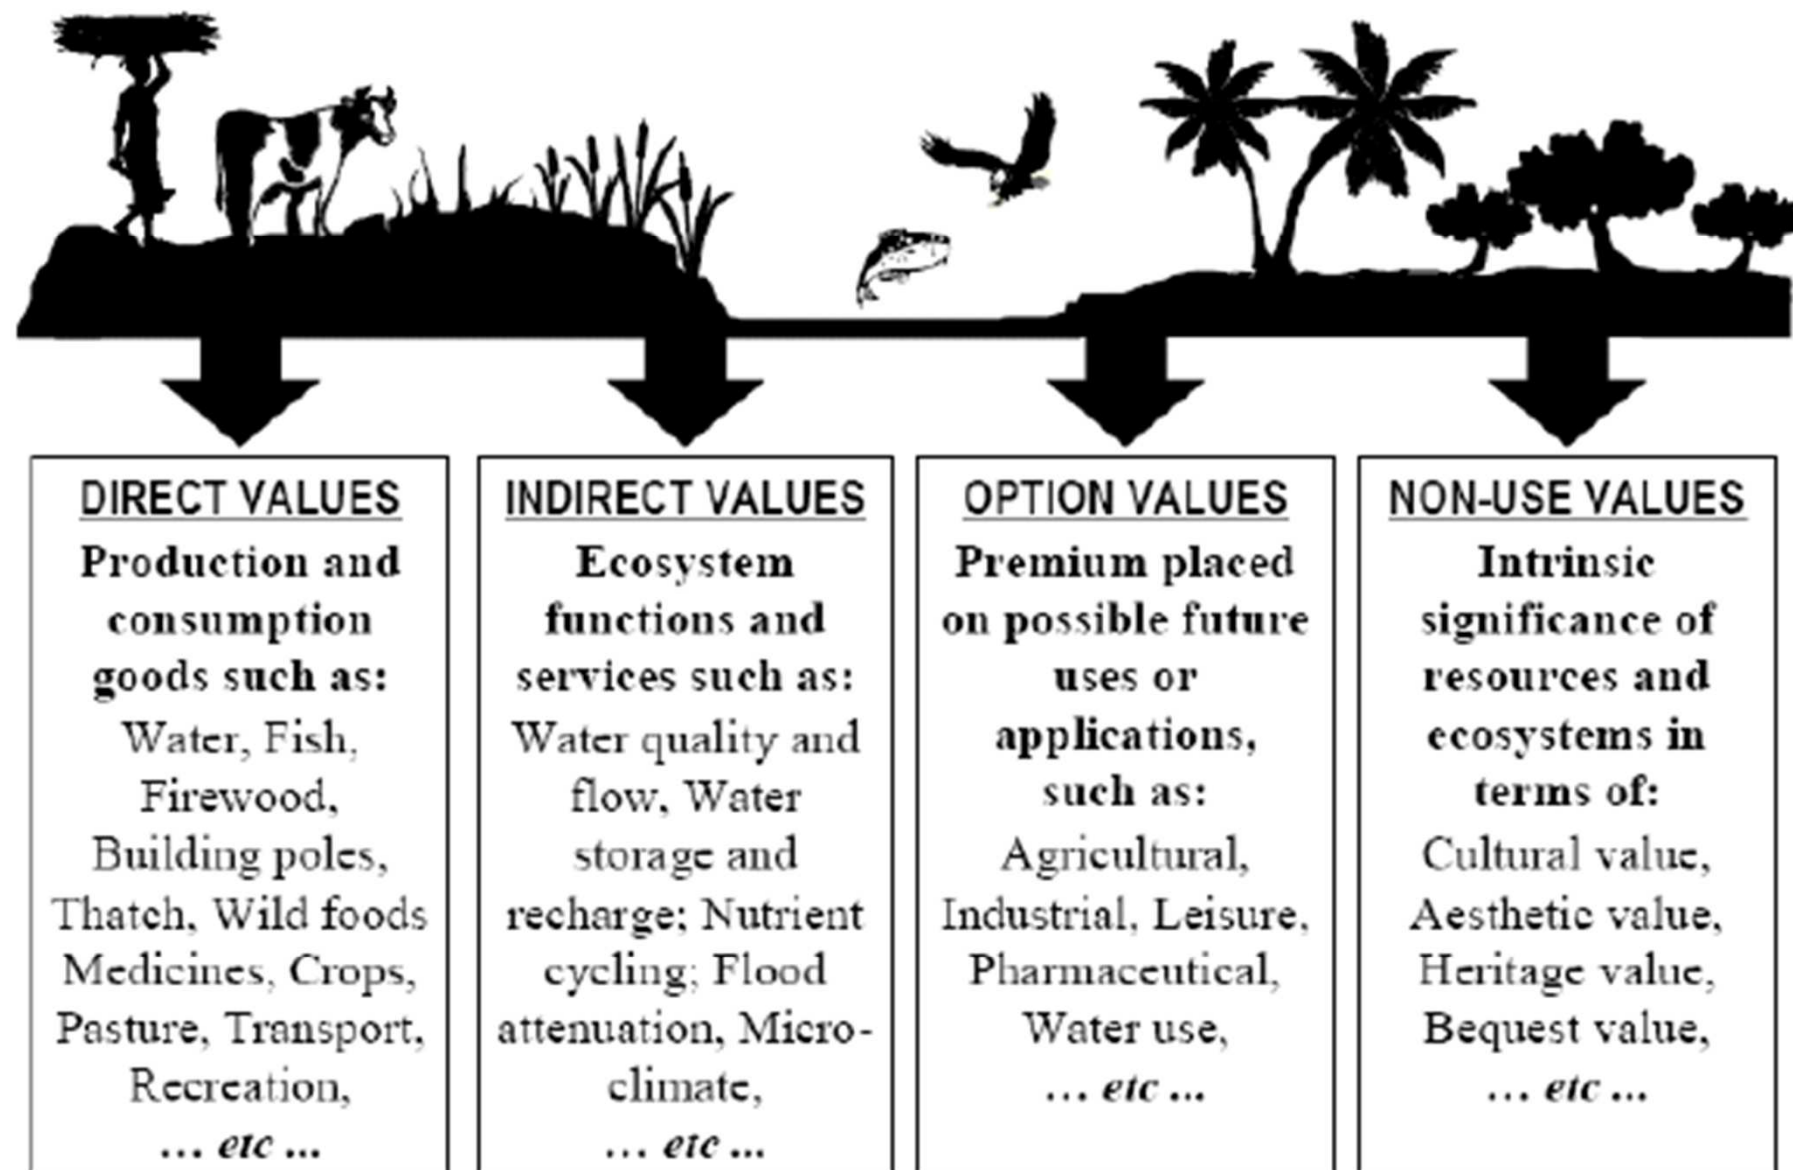 DIRECT VALUES
Production and
consumption
goods such as:
Water, Fish,
Firewood,
Building poles,
Thatch, Wild foods
Medicines, Crops,
Pasture, Transport,
Recreation,
... etc ...
INDIRECT VALUES
Ecosystem
functions and
services such as:
Water quality and
flow, Water
storage and
recharge; Nutrient
cycling; Flood
attenuation, Micro-
climate,
... etc ...
OPTION VALUES
Premium placed
on possible future
uses or
applications,
such as:
Agricultural,
Industrial, Leisure,
Pharmaceutical,
Water use,
... etc ...
NON-USE VALUES
Intrinsic
significance of
resources and
ecosystems in
terms of:
Cultural value,
Aesthetic value,
Heritage value,
Bequest value,
... etc ...